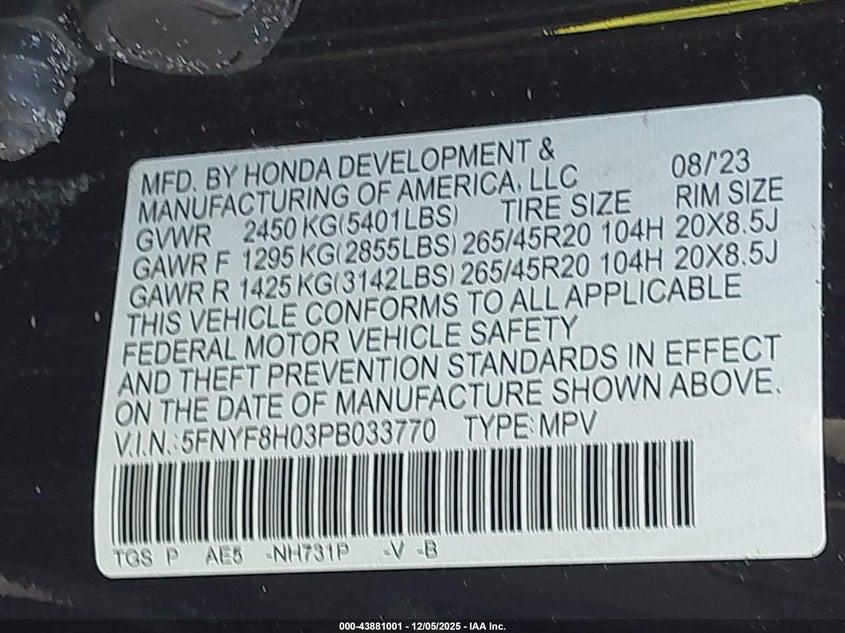 MFD. BY HONDA DEVELOPMENT & 08/'23
MANUFACTURING OF AMERICA, LLC
GVWR 2450 KG(5401LBS) TIRE SIZE RIM SIZE
GAWR F 1295 KG(2855LBS) 265/45R20 104H 20X8.5J
GAWR R 1425 KG(3142LBS) 265/45R20 104H 20X8.5J
THIS VEHICLE CONFORMS TO ALL APPLICABLE
FEDERAL MOTOR VEHICLE SAFETY
AND THEFT PREVENTION STANDARDS IN EFFECT
ON THE DATE OF MANUFACTURE SHOWN ABOVE.
V.I.N.:5FNYF8H03PB033770 TYPE:MPV
TGS P AE5 -NH731P -V -B
000-43881001 - 12/05/2025 - IAA Inc.